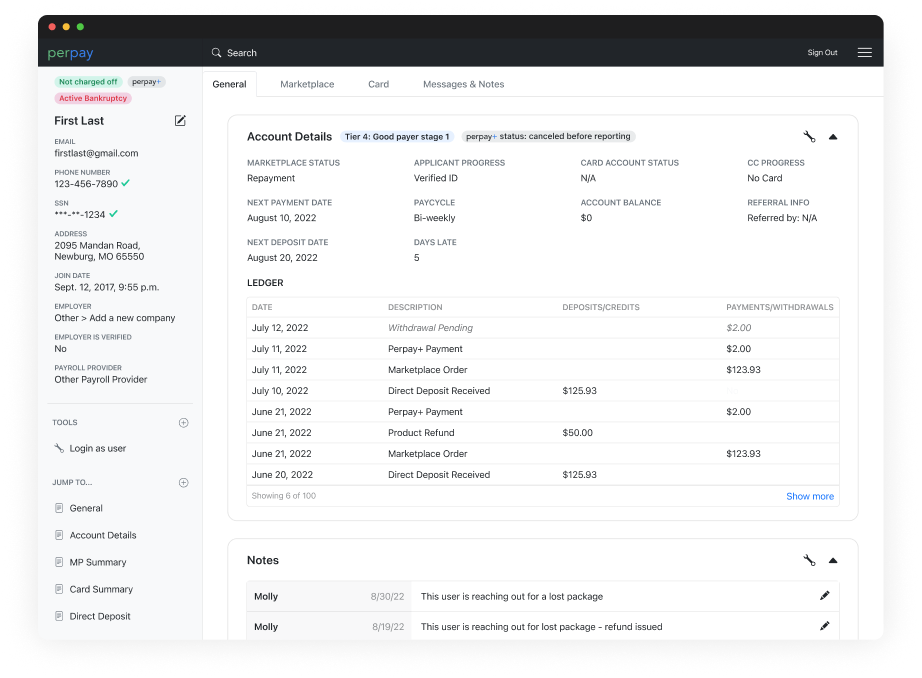 perpay
Search
Sign Out
Not charged off perpay+
Active Bankruptcy
First Last
EMAIL
firstlast@gmail.com
PHONE NUMBER
123-456-7890
SSN
***-**-1234
ADDRESS
2095 Mandan Road,
Newburg, MO 65550
JOIN DATE
Sept. 12, 2017, 9:55 p.m.
EMPLOYER
Other > Add a new company
EMPLOYER IS VERIFIED
No
PAYROLL PROVIDER
Other Payroll Provider
TOOLS
Login as user
JUMP TO...
General
Account Details
MP Summary
Card Summary
Direct Deposit
General Marketplace Card Messages & Notes
Account Details Tier 4: Good payer stage 1 perpay+ status: canceled before reporting
MARKETPLACE STATUS APPLICANT PROGRESS CARD ACCOUNT STATUS CC PROGRESS
Repayment Verified ID N/A No Card
NEXT PAYMENT DATE PAYCYCLE ACCOUNT BALANCE REFERRAL INFO
August 10, 2022 Bi-weekly $0 Referred by: N/A
NEXT DEPOSIT DATE DAYS LATE
August 20, 2022 5
LEDGER
DATE DESCRIPTION DEPOSITS/CREDITS PAYMENTS/WITHDRAWALS
July 12, 2022 Withdrawal Pending $2.00
July 11, 2022 Perpay+ Payment $2.00
July 11, 2022 Marketplace Order $123.93
July 10, 2022 Direct Deposit Received $125.93
June 21, 2022 Perpay+ Payment $2.00
June 21, 2022 Product Refund $50.00
June 21, 2022 Marketplace Order $123.93
June 20, 2022 Direct Deposit Received $125.93
Showing 6 of 100 Show more
Notes
Molly 8/30/22 This user is reaching out for a lost package
Molly 8/19/22 This user is reaching out for lost package - refund issued